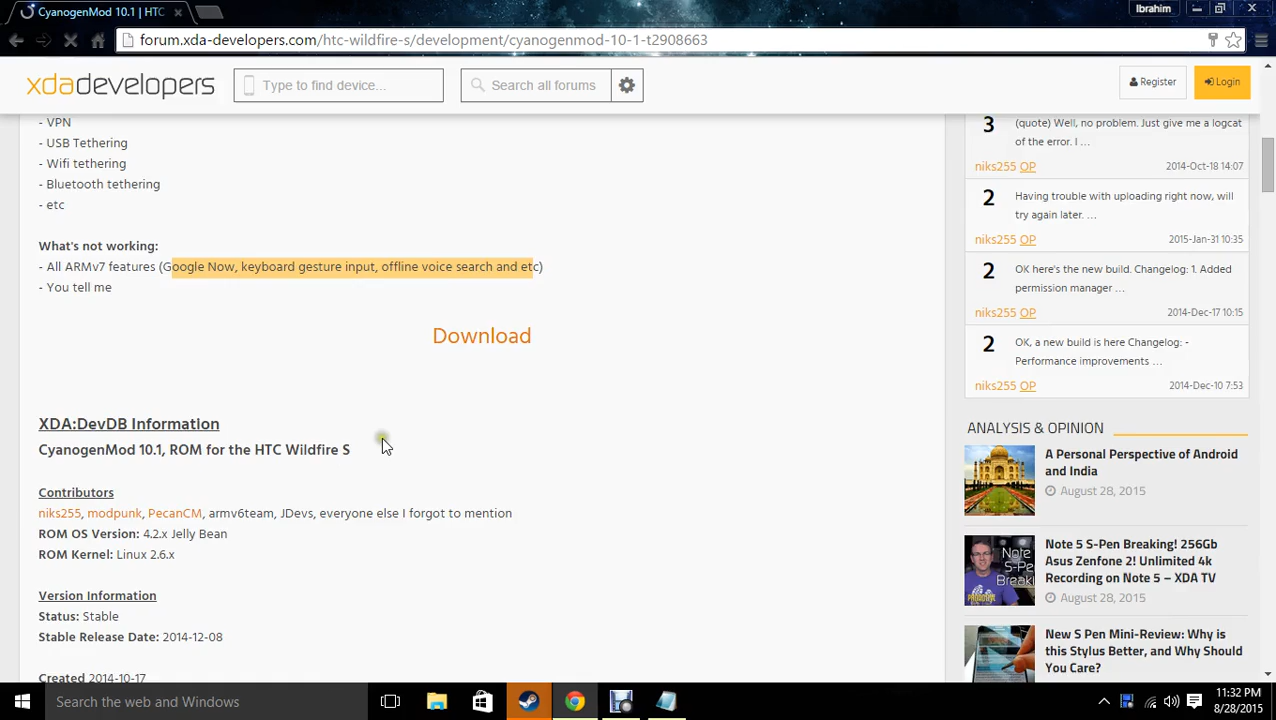 CyanogenMod 10.1 | HTC
Ibrahim
forum.xda-developers.com/htc-wildfire-s/development/cyanogenmod-10-1-t2908663
xdadevelopers
Type to find device...
Search all forums
Register
Login
- VPN
- USB Tethering
- Wifi tethering
- Bluetooth tethering
- etc
What's not working:
- All ARMv7 features (Google Now, keyboard gesture input, offline voice search and etc)
- You tell me
Download
XDA:DevDB Information
CyanogenMod 10.1, ROM for the HTC Wildfire S
Contributors
niks255, modpunk, PecanCM, armv6team, JDevs, everyone else I forgot to mention
ROM OS Version: 4.2.x Jelly Bean
ROM Kernel: Linux 2.6.x
Version Information
Status: Stable
Stable Release Date: 2014-12-08
Created 2014-10-17
3
(quote) Well, no problem. Just give me a logcat
of the error. I …
niks255 OP
2014-Oct-18 14:07
2
Having trouble with uploading right now, will
try again later. …
niks255 OP
2015-Jan-31 10:35
2
OK here's the new build. Changelog: 1. Added
permission manager …
niks255 OP
2014-Dec-17 10:15
2
OK, a new build is here Changelog: -
Performance improvements …
niks255 OP
2014-Dec-10 7:53
ANALYSIS & OPINION
A Personal Perspective of Android
and India
August 28, 2015
Note 5
S-Pen
Breaki
Note 5 S-Pen Breaking! 256Gb
Asus Zenfone 2! Unlimited 4k
Recording on Note 5 – XDA TV
August 28, 2015
New S Pen Mini-Review: Why is
this Stylus Better, and Why Should
You Care?
Search the web and Windows
11:32 PM
8/28/2015